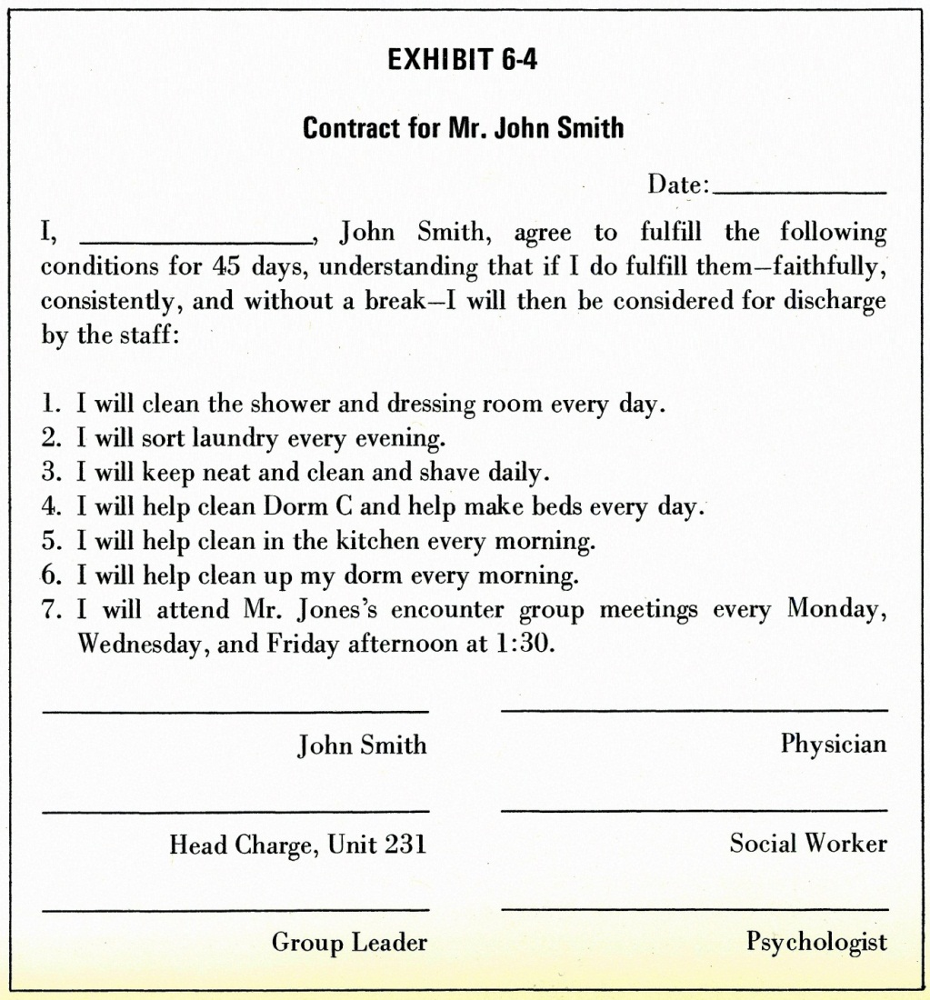 EXHIBIT 6-4
Contract for Mr. John Smith
Date:
I, , John Smith, agree to fulfill the following
conditions for 45 days, understanding that if I do fulfill them—faithfully,
consistently, and without a break—I will then be considered for discharge
by the staff:
1. I will clean the shower and dressing room every day.
2. I will sort laundry every evening.
3. I will keep neat and clean and shave daily.
4. I will help clean Dorm C and help make beds every day.
5. I will help clean in the kitchen every morning.
6. I will help clean up my dorm every morning.
7. I will attend Mr. Jones’s encounter group meetings every Monday,
Wednesday, and Friday afternoon at 1:30.
John Smith
Physician
Head Charge, Unit 231
Social Worker
Group Leader
Psychologist